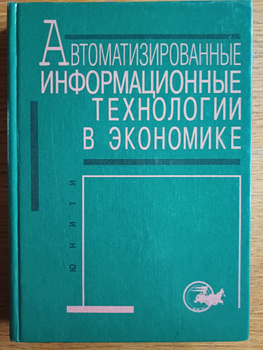 Автоматизированные
ИНФОРМАЦИОННЫЕ
ТЕХНОЛОГИИ
В ЭКОНОМИКЕ
ЮНИТИ